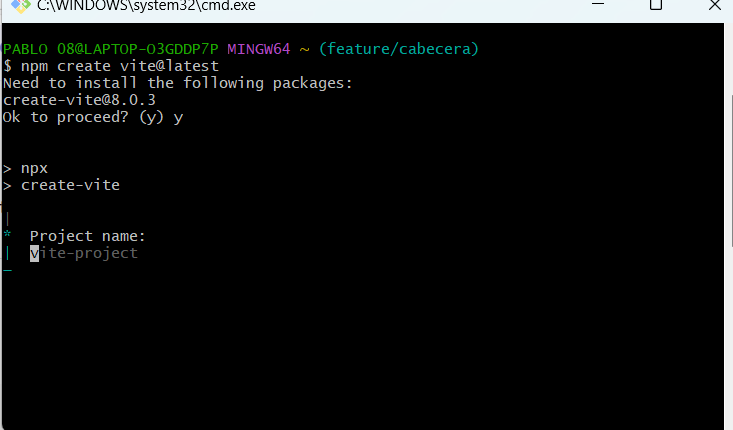 C:\WINDOWS\system32\cmd.exe
PABLO 08@LAPTOP-O3GDDP7P MINGW64 ~ (feature/cabecera)
$ npm create vite@latest
Need to install the following packages:
create-vite@8.0.3
Ok to proceed? (y) y
> npx
> create-vite
|
*  Project name:
|  vite-project
—